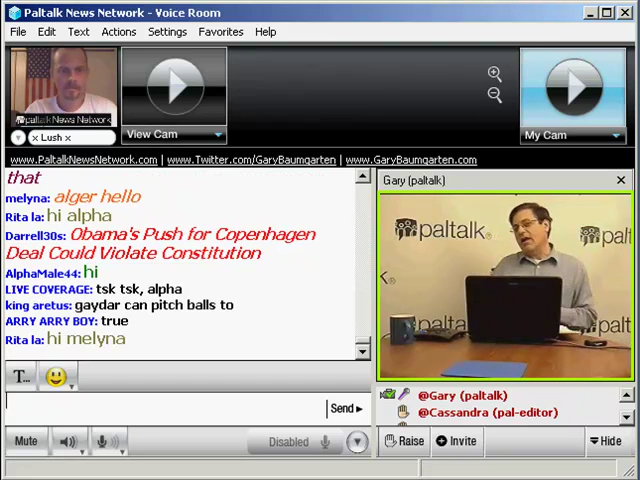 Paltalk News Network - Voice Room
File Edit Text Actions Settings Favorites Help
@paltalk News Network
x Lush x
View Cam
My Cam
www.PaltalkNewsNetwork.com | www.Twitter.com/GaryBaumgarten | www.GaryBaumgarten.com
that
melyna: alger hello
Rita la: hi alpha
Darrell30s: Obama's Push for Copenhagen
Deal Could Violate Constitution
AlphaMale44: hi
LIVE COVERAGE: tsk tsk, alpha
king aretus: gaydar can pitch balls to
ARRY ARRY BOY: true
Rita la: hi melyna
Gary (paltalk)
paltalk
T...
Send
@Gary (paltalk)
@Cassandra (pal-editor)
Mute
Disabled
Raise
Invite
Hide